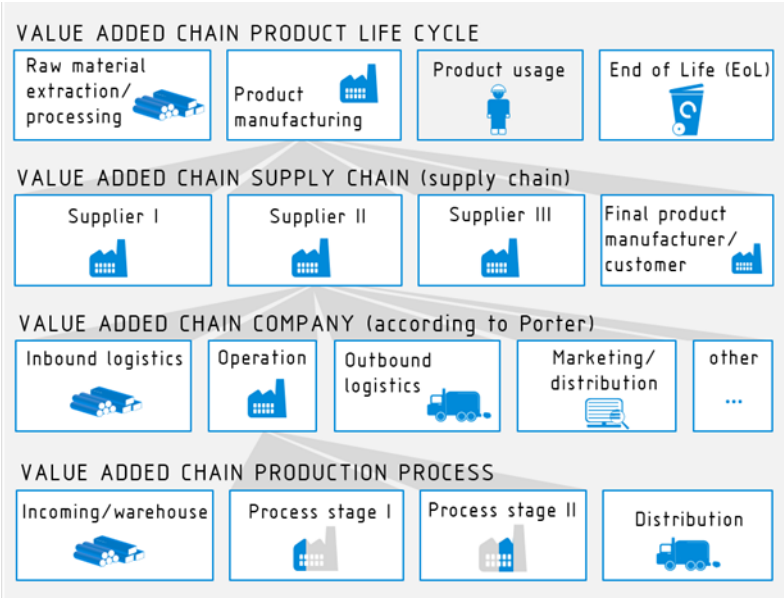 VALUE ADDED CHAIN PRODUCT LIFE CYCLE
Raw material
extraction/
processing
Product
manufacturing
Product usage
End of Life (EoL)
VALUE ADDED CHAIN SUPPLY CHAIN (supply chain)
Supplier I
Supplier II
Supplier III
Final product
manufacturer/
customer
VALUE ADDED CHAIN COMPANY (according to Porter)
Inbound logistics
Operation
Outbound
logistics
Marketing/
distribution
other
...
VALUE ADDED CHAIN PRODUCTION PROCESS
Incoming/warehouse
Process stage I
Process stage II
Distribution